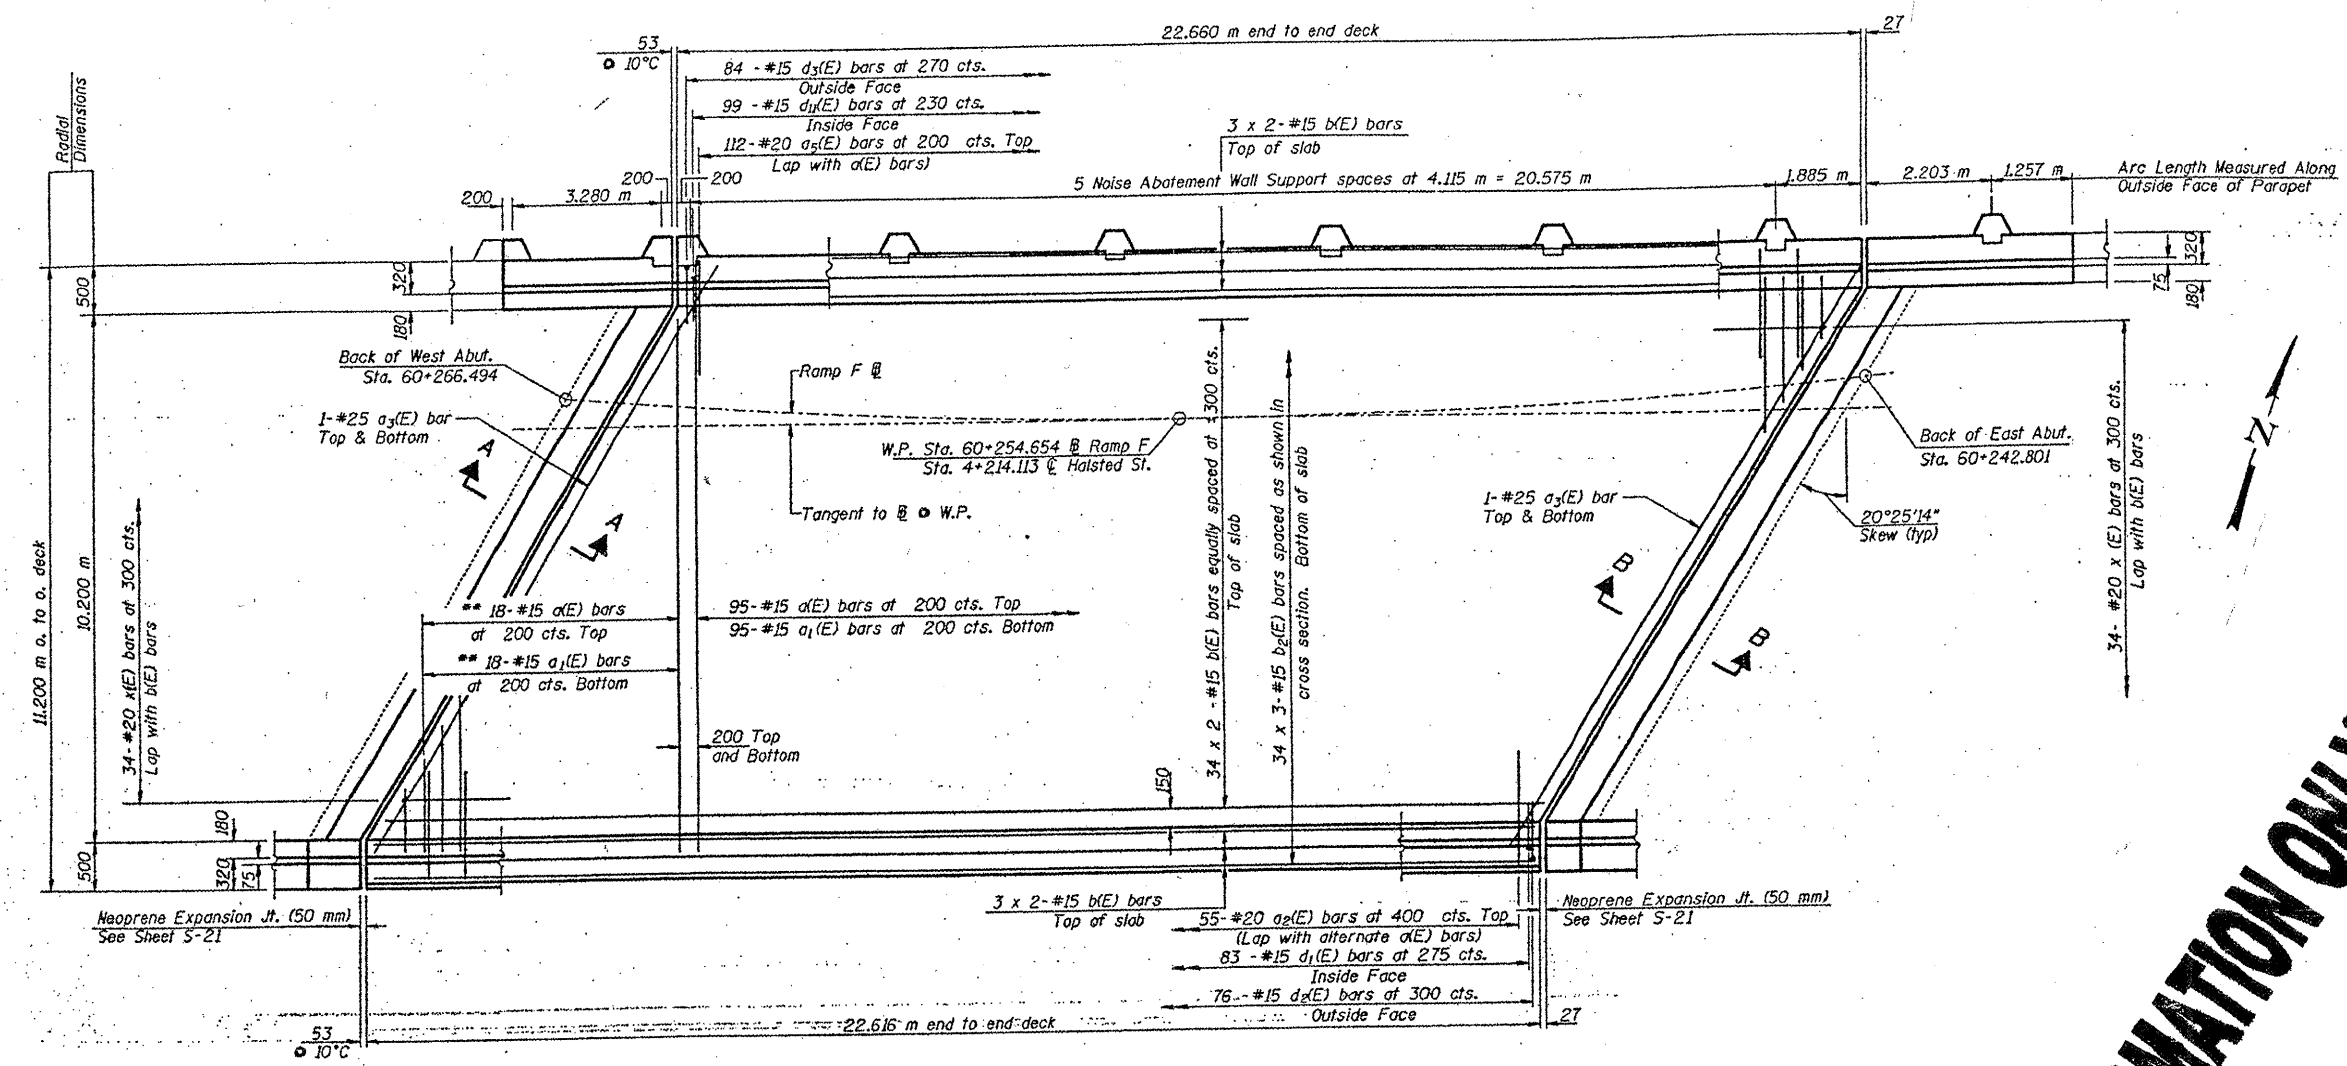 22.660 m end to end deck
27
53
@ 10°C
84 - #15 d3(E) bars at 270 cts.
Outside Face
99 - #15 d4(E) bars at 230 cts.
Inside Face
112-#20 a5(E) bars at 200 cts. Top
Lap with a(E) bars)
3 x 2-#15 b(E) bars
Top of slab
Radial
Dimensions
200
200
5 Noise Abatement Wall Support spaces at 4.115 m = 20.575 m
1.885 m
2.203 m
1.257 m
Arc Length Measured Along
Outside Face of Parapet
200
3.280 m
320
500
180
320
75
180
Back of West Abut.
Sta. 60+266.494
Ramp F ℄
1-#25 a3(E) bar
Top & Bottom
A
A
W.P. Sta. 60+254.654 ℄ Ramp F
Sta. 4+214.113 ℄ Halsted St.
Tangent to ℄ @ W.P.
Back of East Abut.
Sta. 60+242.801
1-#25 a3(E) bar
Top & Bottom
20°25'14"
Skew (typ)
B
B
N
11.200 m o. to o. deck
10.200 m
34-#20 x(E) bars at 300 cts.
Lap with b(E) bars
** 18-#15 a(E) bars
at 200 cts. Top
** 18-#15 a1(E) bars
at 200 cts. Bottom
95-#15 a(E) bars at 200 cts. Top
95-#15 a1(E) bars at 200 cts. Bottom
200 Top
and Bottom
34 x 2 -#15 b(E) bars equally spaced at ±300 cts.
Top of slab
34 x 3-#15 b2(E) bars spaced as shown in
cross section. Bottom of slab
34- #20 x (E) bars at 300 cts.
Lap with b(E) bars
150
180
500
320
75
Neoprene Expansion Jt. (50 mm)
See Sheet S-21
3 x 2-#15 b(E) bars
Top of slab
55-#20 a2(E) bars at 400 cts. Top
(Lap with alternate a(E) bars)
83 -#15 d1(E) bars at 275 cts.
Inside Face
76-#15 d2(E) bars at 300 cts.
Outside Face
Neoprene Expansion Jt. (50 mm)
See Sheet S-21
53
@ 10°C
22.616 m end to end deck
27
MATION ONLY